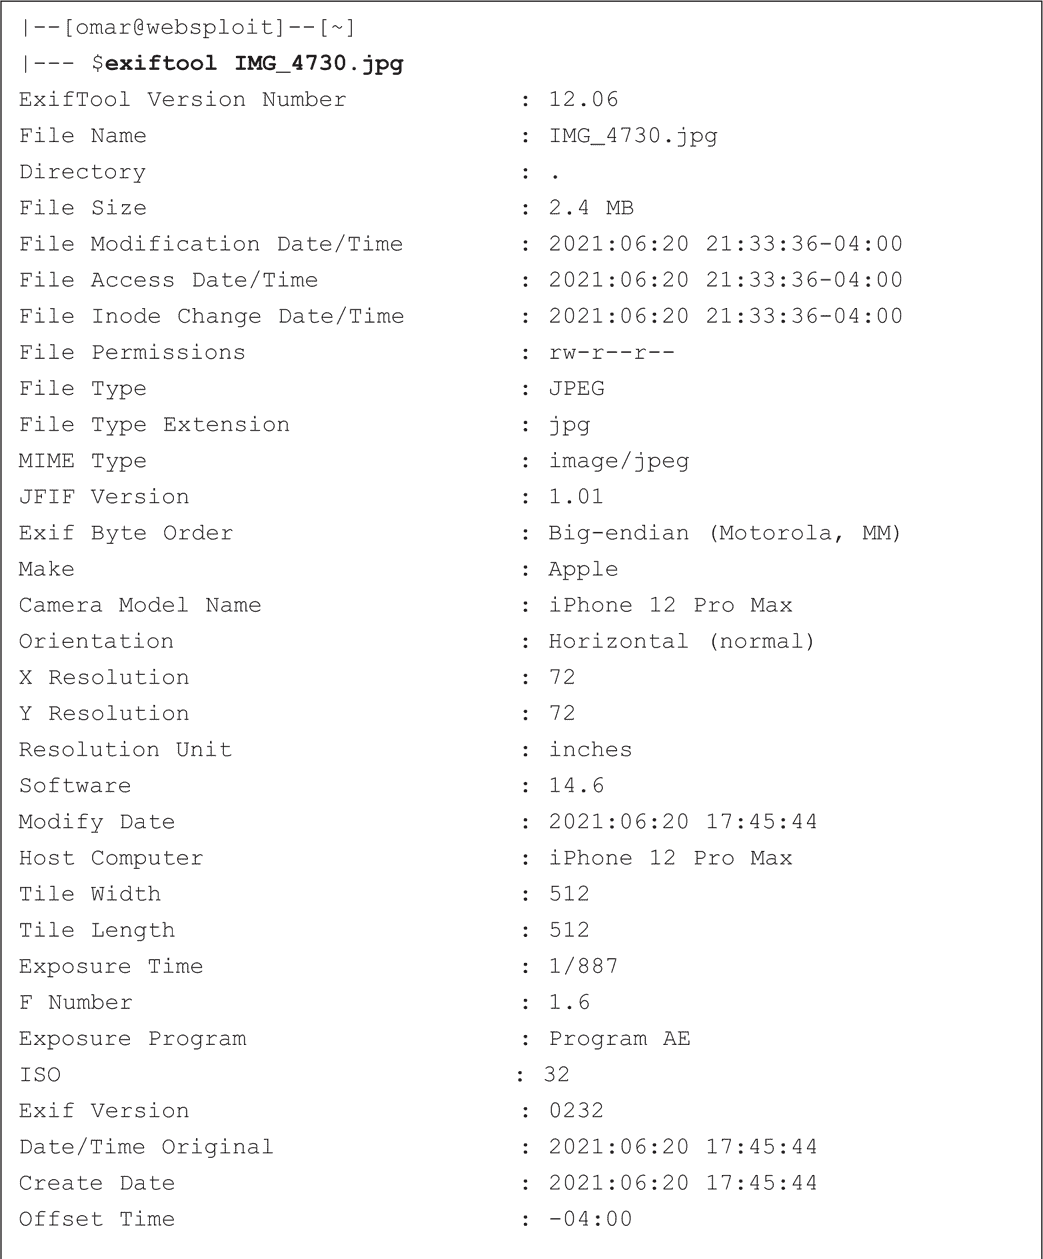 |--[omar@websploit]--[~]
|--- $exiftool IMG_4730.jpg
ExifTool Version Number : 12.06
File Name : IMG_4730.jpg
Directory : .
File Size : 2.4 MB
File Modification Date/Time : 2021:06:20 21:33:36-04:00
File Access Date/Time : 2021:06:20 21:33:36-04:00
File Inode Change Date/Time : 2021:06:20 21:33:36-04:00
File Permissions : rw-r--r--
File Type : JPEG
File Type Extension : jpg
MIME Type : image/jpeg
JFIF Version : 1.01
Exif Byte Order : Big-endian (Motorola, MM)
Make : Apple
Camera Model Name : iPhone 12 Pro Max
Orientation : Horizontal (normal)
X Resolution : 72
Y Resolution : 72
Resolution Unit : inches
Software : 14.6
Modify Date : 2021:06:20 17:45:44
Host Computer : iPhone 12 Pro Max
Tile Width : 512
Tile Length : 512
Exposure Time : 1/887
F Number : 1.6
Exposure Program : Program AE
ISO : 32
Exif Version : 0232
Date/Time Original : 2021:06:20 17:45:44
Create Date : 2021:06:20 17:45:44
Offset Time : -04:00